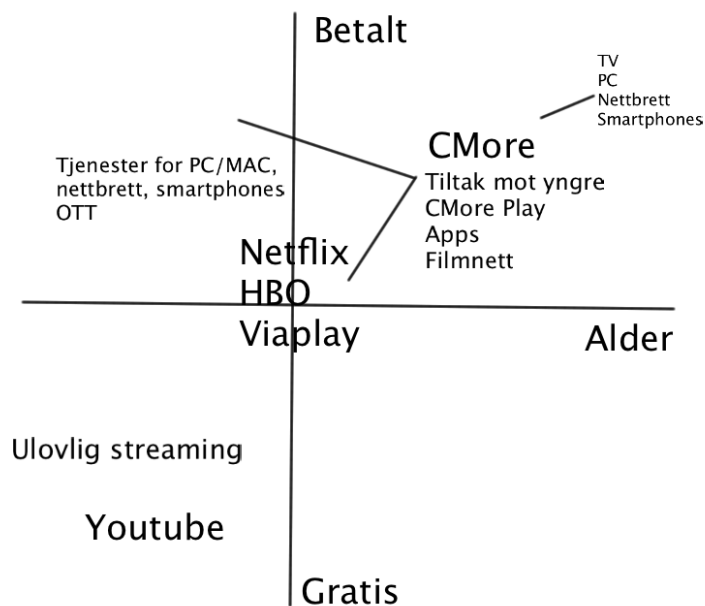 Betalt
TV
PC
Nettbrett
Smartphones
CMore
Tiltak mot yngre
CMore Play
Apps
Filmnett
Tjenester for PC/MAC,
nettbrett, smartphones
OTT
Netflix
HBO
Viaplay
Alder
Ulovlig streaming
Youtube
Gratis